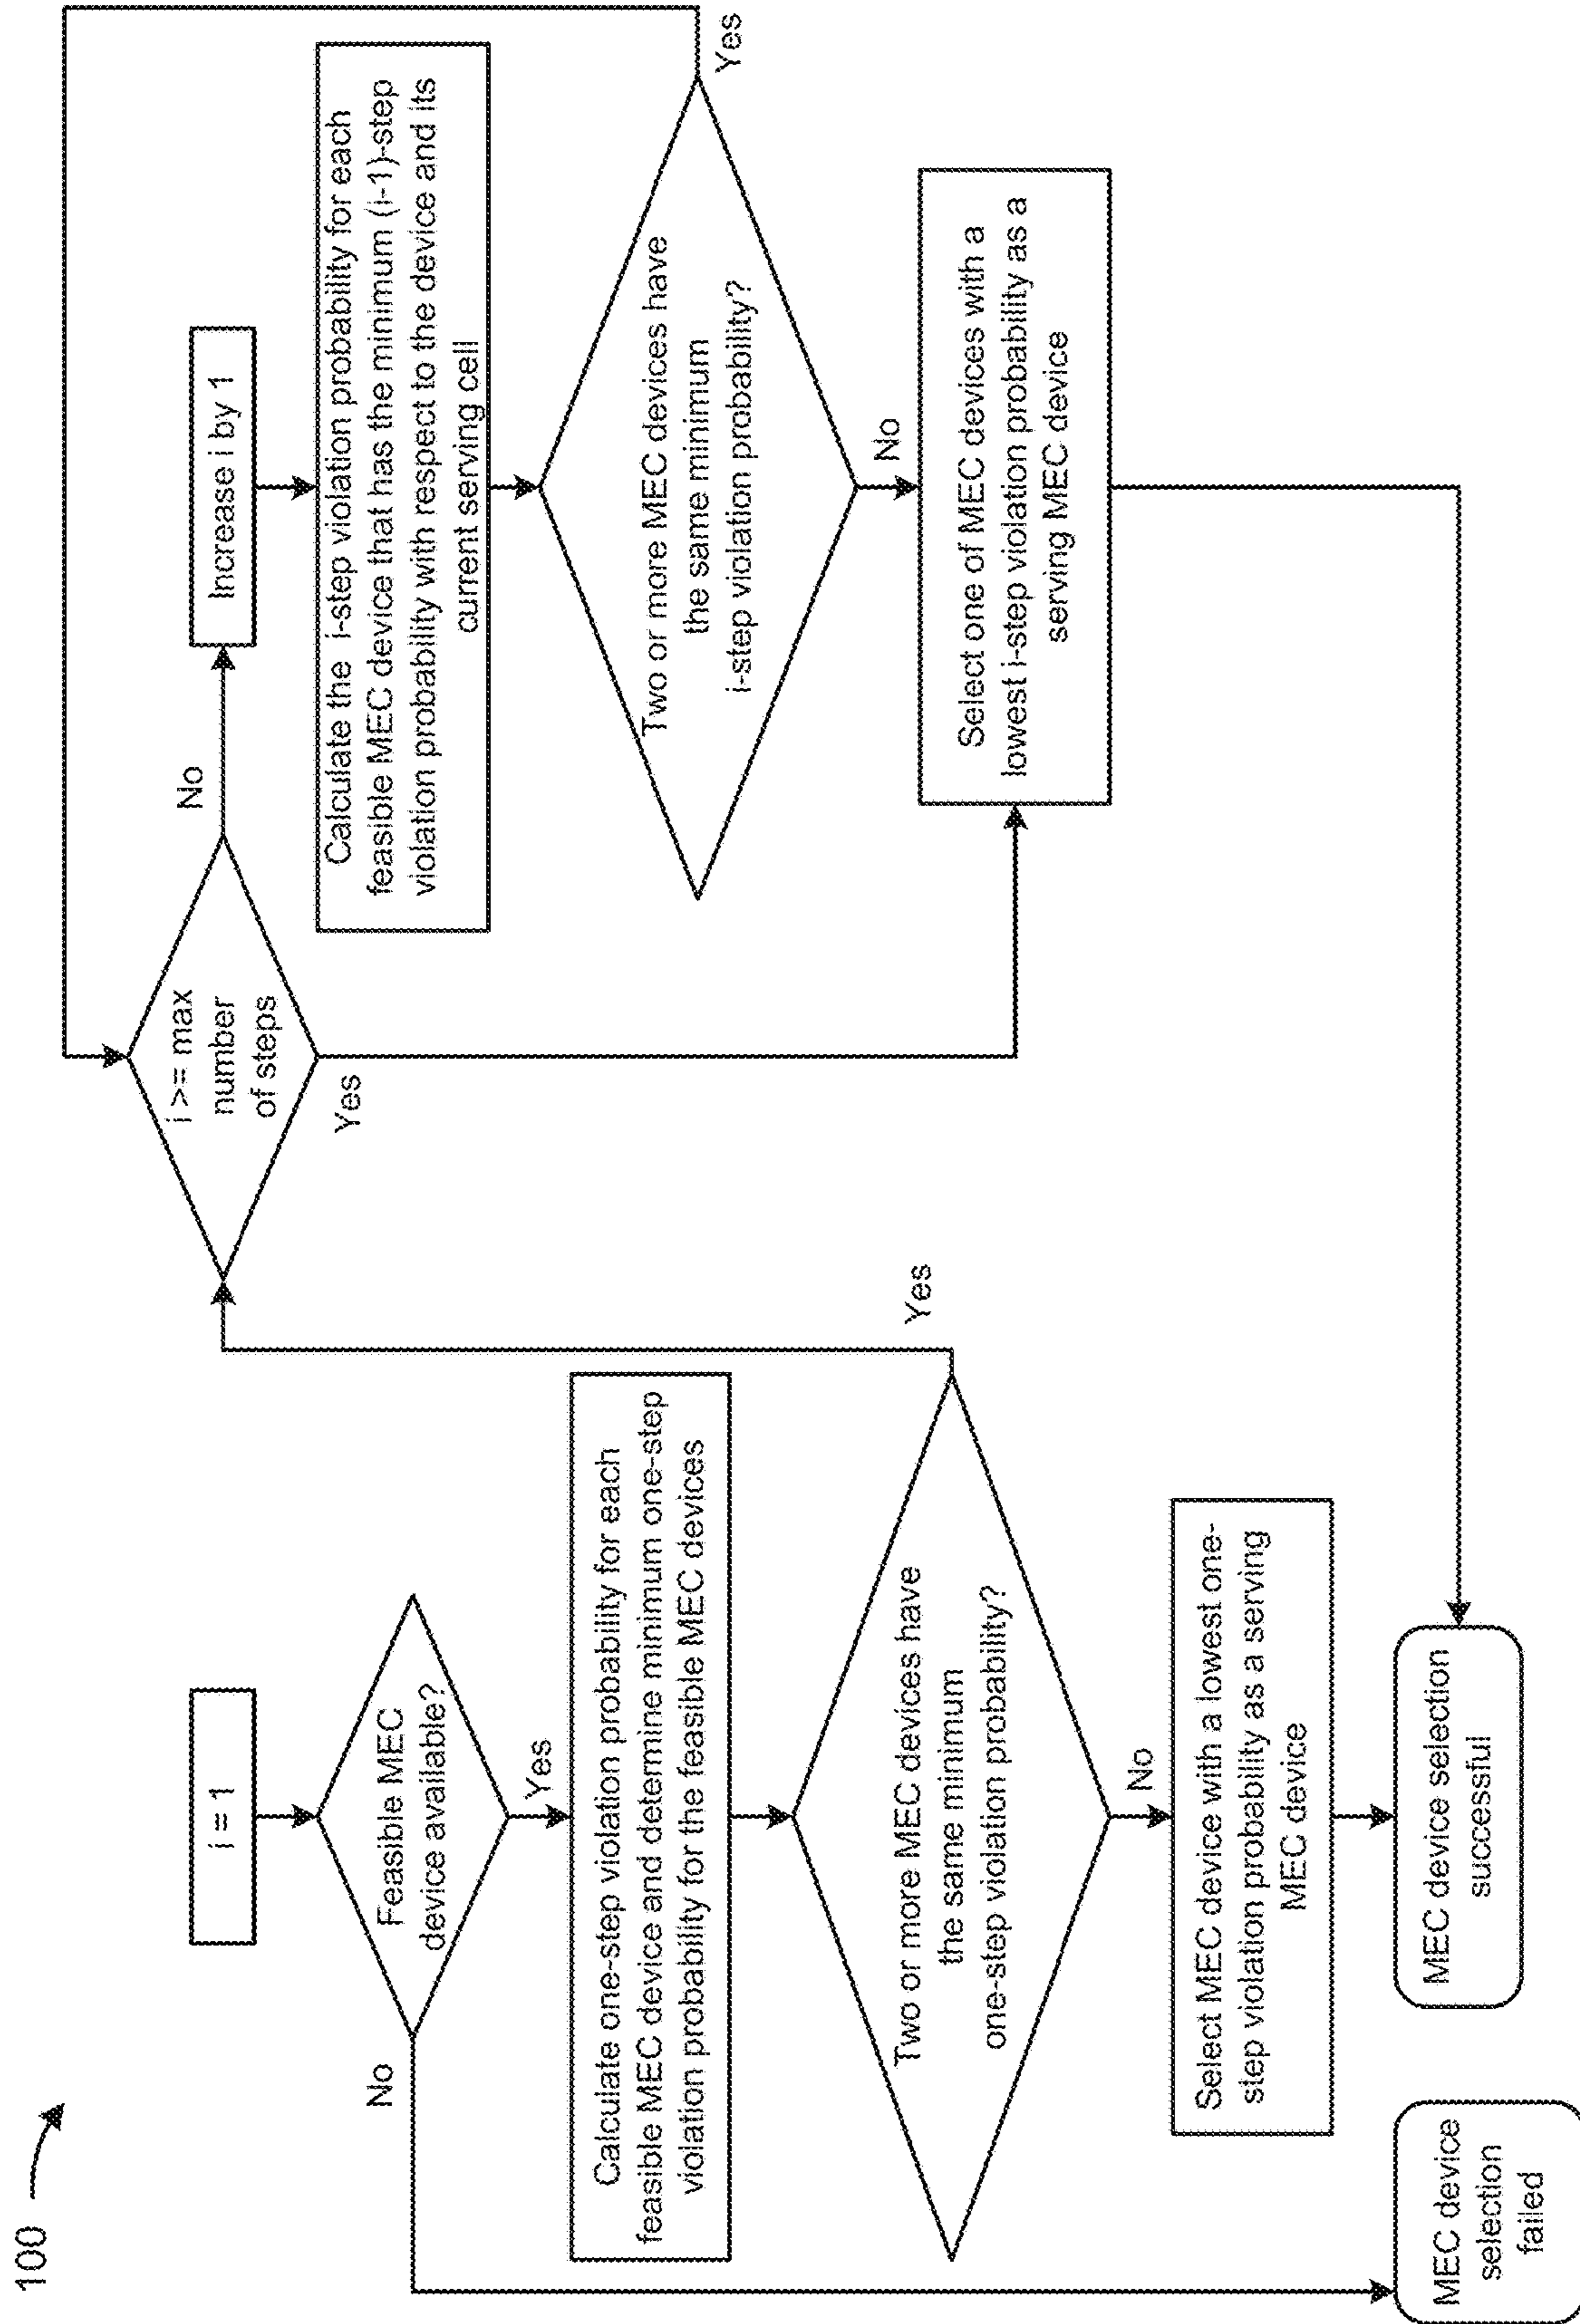 100
i = 1
Feasible MEC
device available?
No
Yes
Calculate one-step violation probability for each
feasible MEC device and determine minimum one-step
violation probability for the feasible MEC devices
Two or more MEC devices have
the same minimum
one-step violation probability?
Yes
No
Select MEC device with a lowest one-
step violation probability as a serving
MEC device
MEC device selection
failed
MEC device selection
successful
i >= max
number
of steps
No
Yes
Increase i by 1
Calculate the i-step violation probability for each
feasible MEC device that has the minimum (i-1)-step
violation probability with respect to the device and its
current serving cell
Two or more MEC devices have
the same minimum
i-step violation probability?
Yes
No
Select one of MEC devices with a
lowest i-step violation probability as a
serving MEC device